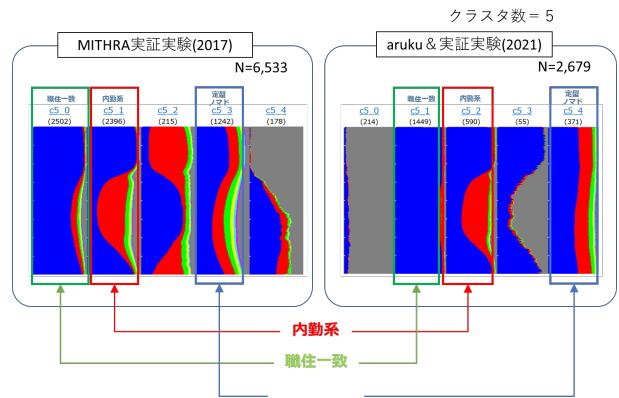 クラスタ数＝５
MITHRA実証実験(2017)
aruku＆実証実験(2021)
N=6,533
N=2,679
職住一致
内勤系
定留
ノマド
c5_0
c5_1
c5_2
c5_3
c5_4
(2502)
(2396)
(215)
(1242)
(178)
職住一致
内勤系
定留
ノマド
c5_0
c5_1
c5_2
c5_3
c5_4
(214)
(1449)
(590)
(55)
(371)
内勤系
職住一致